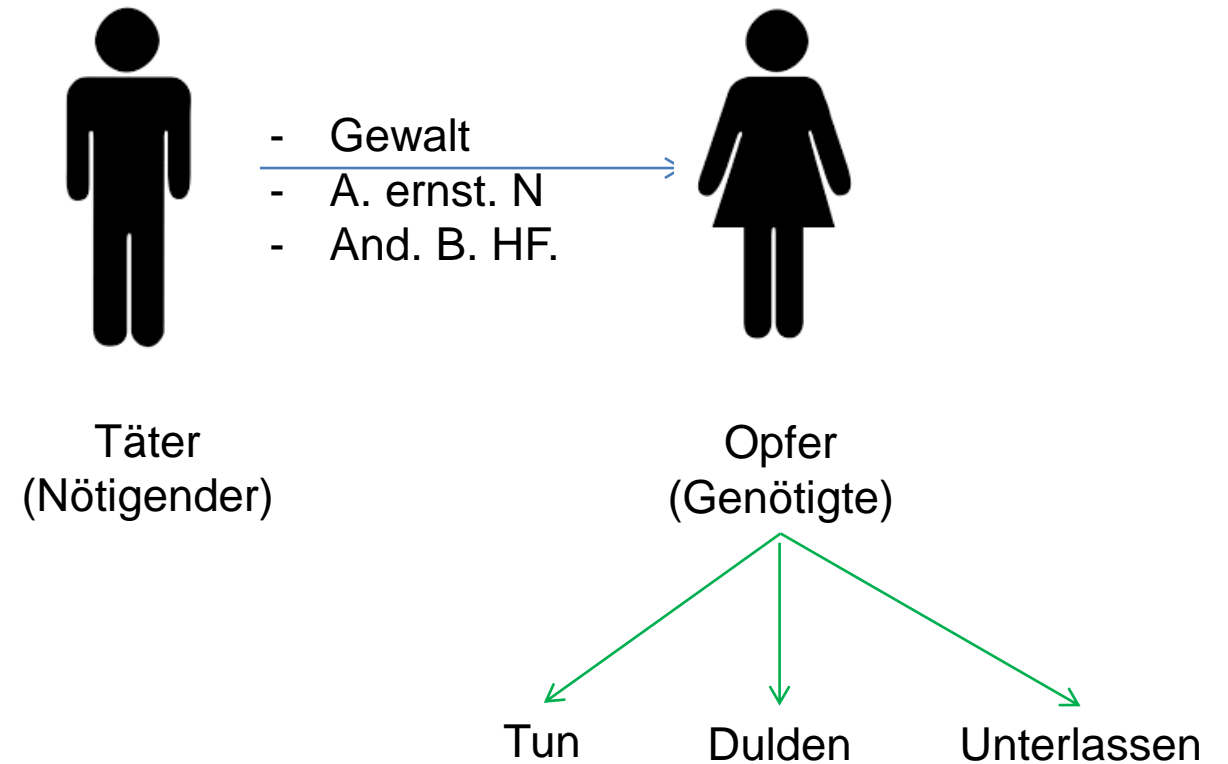 - Gewalt
- A. ernst. N
- And. B. HF.
Täter
(Nötigender)
Opfer
(Genötigte)
Tun
Dulden
Unterlassen